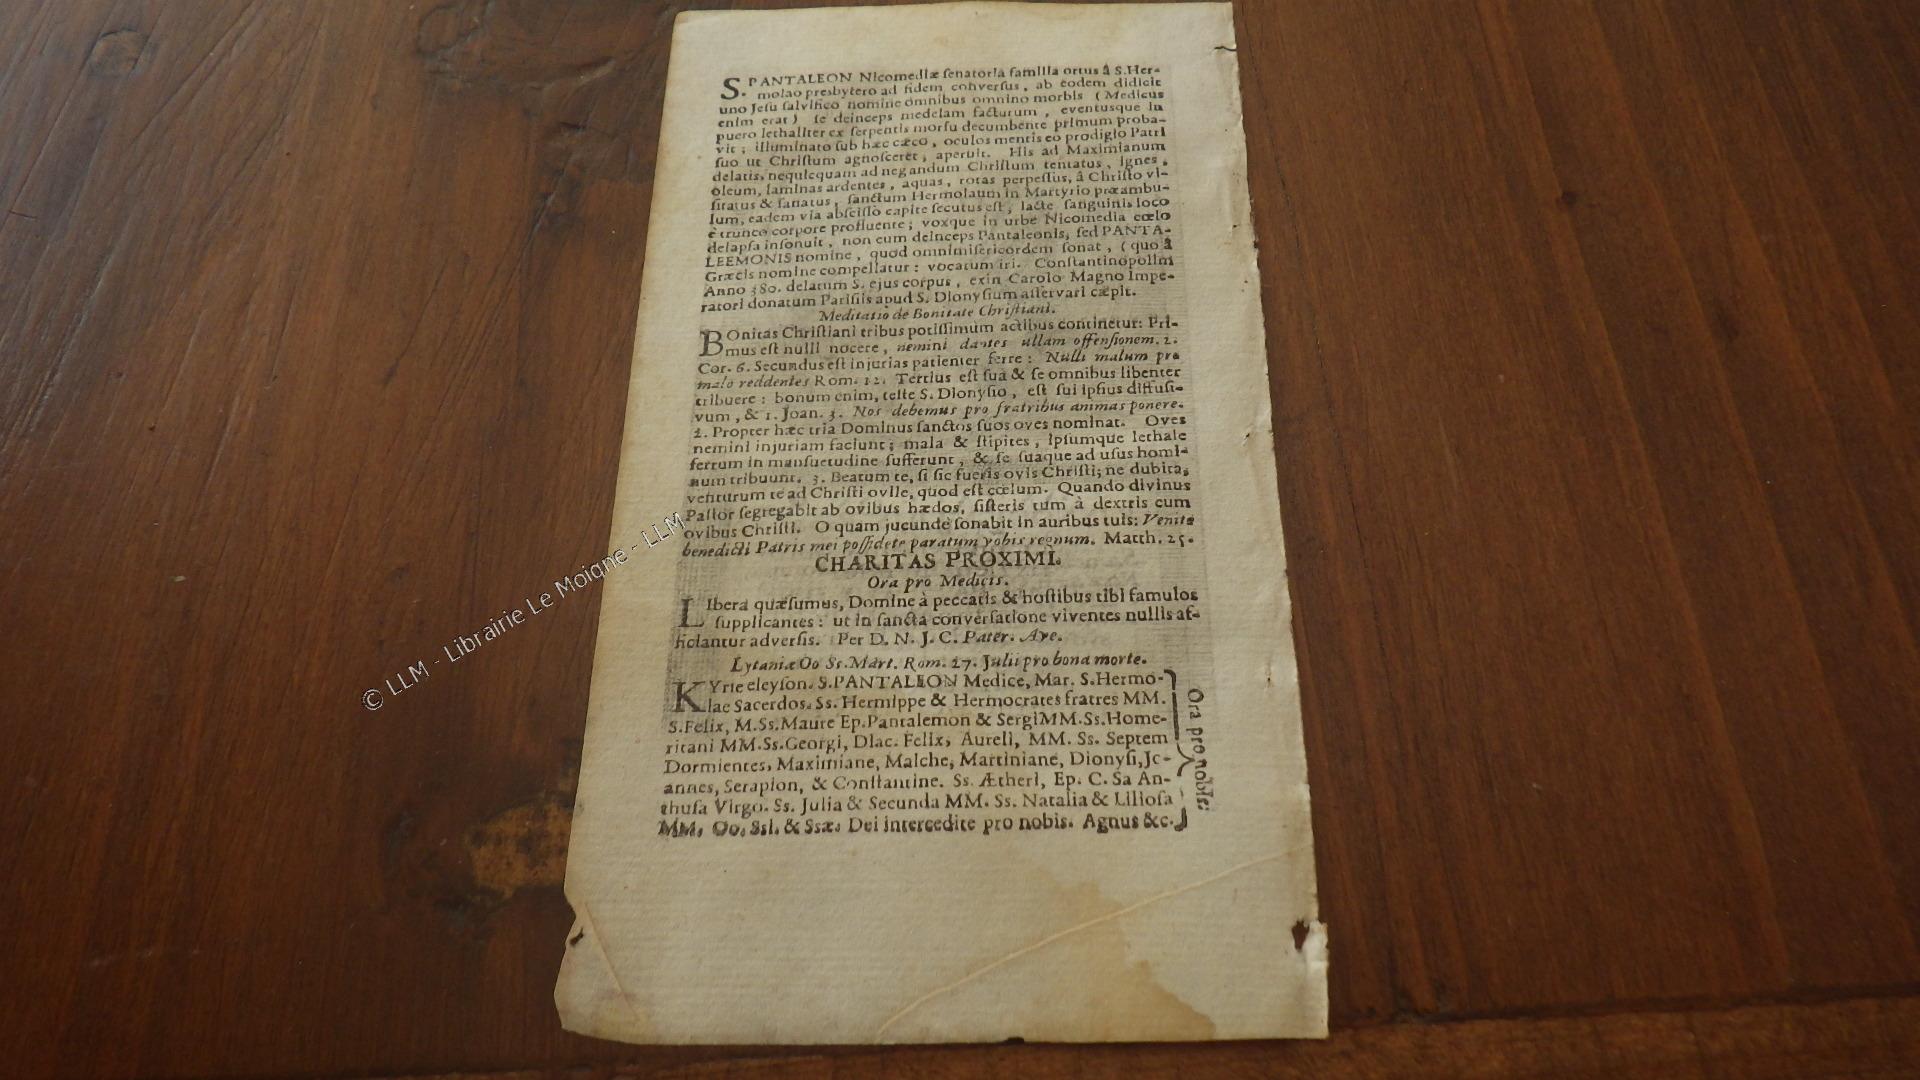 S. PANTALEON Nicomediæ ſenatoriâ familiâ ortus â S. Her-
molao presbytero ad fidem converſus, ab eodem didicit
uno Jeſu ſalvifico nomine omnibus omnino morbis (Medicus
enim erat) ſe deinceps medelam facturum, eventusque in
puero lethaliter ex ſerpentis morſu decumbente primum proba-
vit; illuminato ſub hæc cæco, oculos mentis eo prodigio Patri
ſuo ut Chriſtum agnoſceret, aperuit. His ad Maximianum
delatis, nequicquam ad negandum Chriſtum tentatus, ignes,
oleum, laminas ardentes, aquas, rotas perpeſſus, â Chriſto vi-
ſitatus & ſanatus, ſanctum Hermolaum in Martyrio præambu-
lum, eadem via abſciſſo capite ſecutus eſt, lacte ſanguinis loco
è trunco corpore profluente; voxque in urbe Nicomedia cœlo
delapſa inſonuit, non eum deinceps Pantaleonis, ſed PANTA-
LEEMONIS nomine, quod omnimiſericordem ſonat, (quo â
Græcis nomine compellatur: vocatum iri. Conſtantinopolim
Anno 380. delatum S. ejus corpus, exin Carolo Magno Impe-
ratori donatum Pariſiis apud S. Dionyſium aſſervari cæpit.
Meditatio de Bonitate Chriſtiani.
BOnitas Chriſtiani tribus potiſſimum actibus continetur: Pri-
mus eſt nulli nocere, nemini dantes ullam offenſionem. 2.
Cor. 6. Secundus eſt injurias patienter ferre: Nulli malum pro
malo reddentes Rom. 12. Tertius eſt ſua & ſe omnibus libenter
tribuere: bonum enim, teſte S. Dionyſio, eſt ſui ipſius diffuſi-
vum, & 1. Joan. 3. Nos debemus pro fratribus animas ponere.
2. Propter hæc tria Dominus ſanctos ſuos oves nominat. Oves
nemini injuriam faciunt; mala & ſtipites, ipſumque lethale
ferrum in manſuetudine ſufferunt, & ſe ſuaque ad uſus homi-
num tribuunt. 3. Beatum te, ſi ſic fueris ovis Chriſti; ne dubita,
venturum te ad Chriſti ovile, quod eſt cœlum. Quando divinus
Paſtor ſegregabit ab ovibus hædos, ſiſteris tum à dextris cum
ovibus Chriſti. O quam jucunde ſonabit in auribus tuis: Venite
benedicti Patris mei poſſidete paratum vobis regnum. Matth. 25.
CHARITAS PROXIMI.
Ora pro Medicis.
LIbera quæſumus, Domine à peccatis & hoſtibus tibi famulos
ſupplicantes: ut in ſanctâ converſatione viventes nullis af-
ficiantur adverſis. Per D. N. J. C. Pater. Ave.
Lytaniæ Oo Ss. Mart. Rom. 27. Julii pro bona morte.
KYrie eleyſon. S. PANTALEON Medice, Mar. S. Hermo-
lae Sacerdos. Ss. Hermippe & Hermocrates fratres MM.
S. Felix, M. Ss. Maure Ep. Pantalemon & Sergi MM. Ss. Home-
ritani MM. Ss. Georgi, Diac. Felix, Aureli, MM. Ss. Septem
Dormientes, Maximiane, Malche, Martiniane, Dionyſi, Jo-
annes, Serapion, & Conſtantine. Ss. Ætheri, Ep. C. Sa An-
thuſa Virgo. Ss. Julia & Secunda MM. Ss. Natalia & Lilioſa
MM. Oo. Ssi. & Ssæ. Dei intercedite pro nobis. Agnus &c.
Ora pro nobis:
© LLM - Librairie Le Moigne - LLM